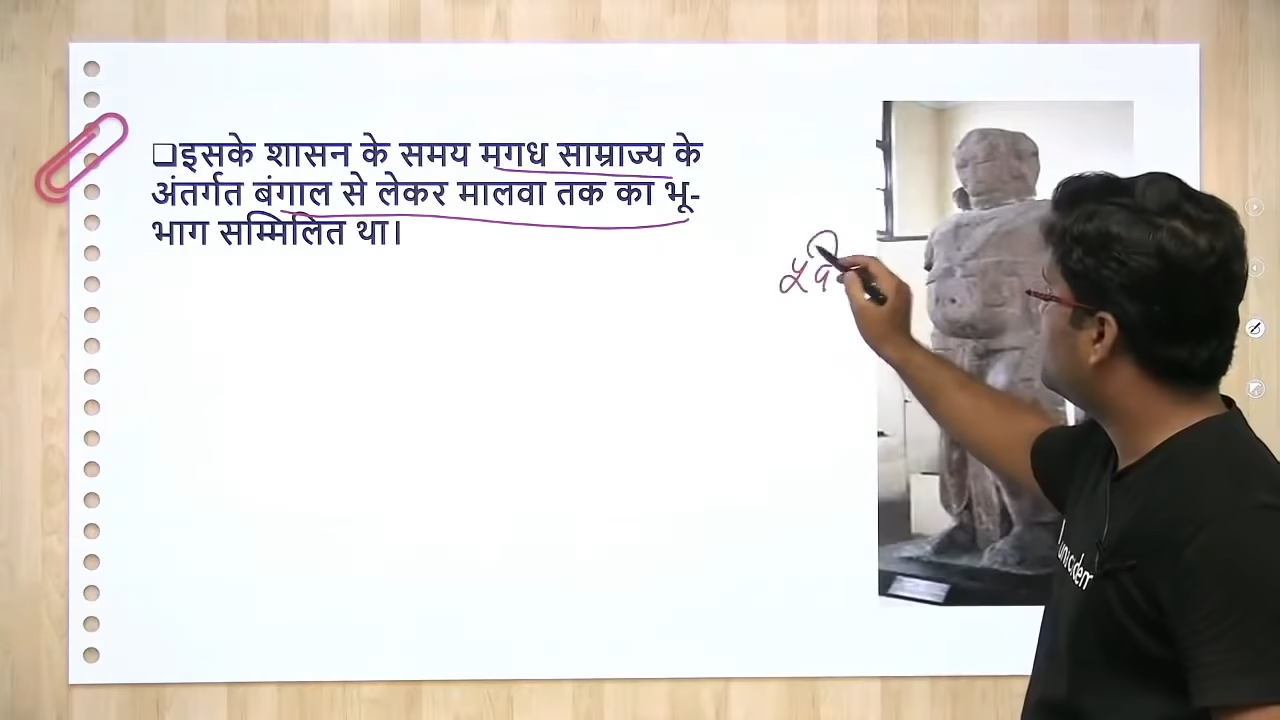 ❑इसके शासन के समय मगध साम्राज्य के
अंतर्गत बंगाल से लेकर मालवा तक का भू-
भाग सम्मिलित था।